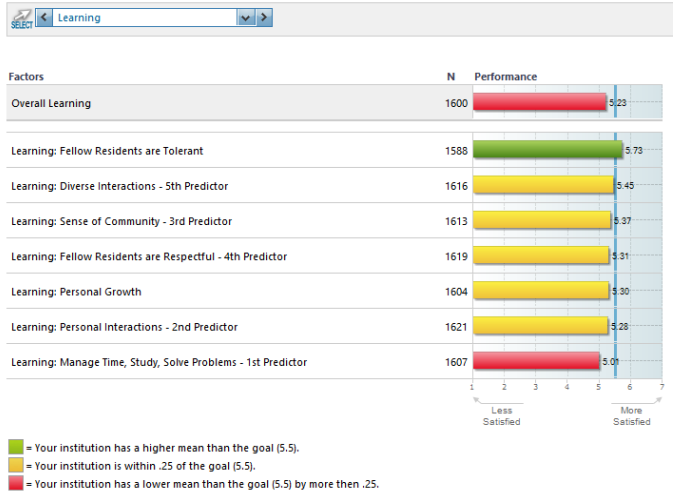 SELECT Learning
Factors N Performance
Overall Learning 1600 5.23
Learning: Fellow Residents are Tolerant 1588 5.73
Learning: Diverse Interactions - 5th Predictor 1616 5.45
Learning: Sense of Community - 3rd Predictor 1613 5.37
Learning: Fellow Residents are Respectful - 4th Predictor 1619 5.31
Learning: Personal Growth 1604 5.30
Learning: Personal Interactions - 2nd Predictor 1621 5.28
Learning: Manage Time, Study, Solve Problems - 1st Predictor 1607 5.01
1 2 3 4 5 6 7
Less More
Satisfied Satisfied
= Your institution has a higher mean than the goal (5.5).
= Your institution is within .25 of the goal (5.5).
= Your institution has a lower mean than the goal (5.5) by more then .25.